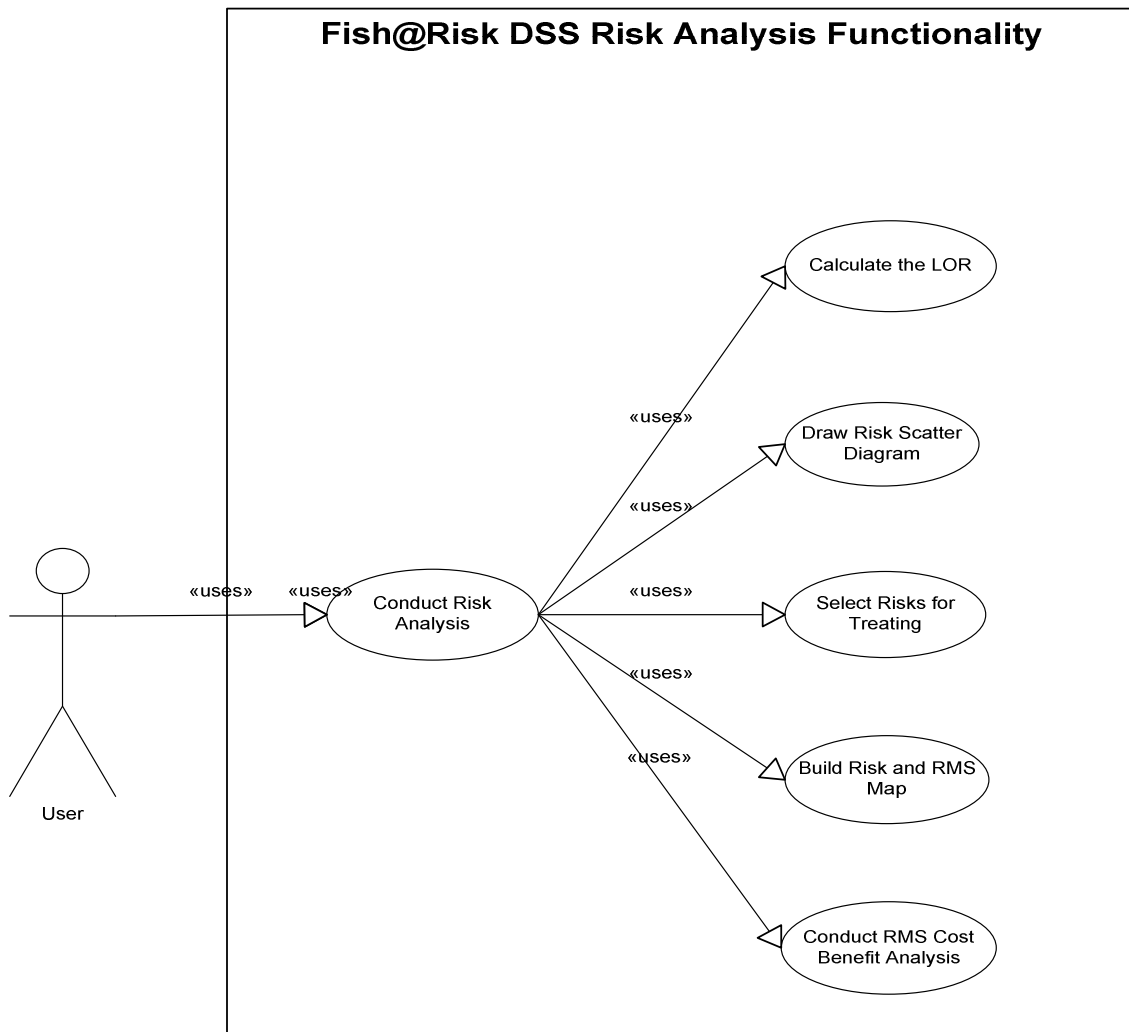 Fish@Risk DSS Risk Analysis Functionality
Calculate the LOR
«uses»
Draw Risk Scatter
Diagram
«uses»
«uses»
«uses»
Conduct Risk
Analysis
«uses»
Select Risks for
Treating
«uses»
«uses»
Build Risk and RMS
Map
User
Conduct RMS Cost
Benefit Analysis